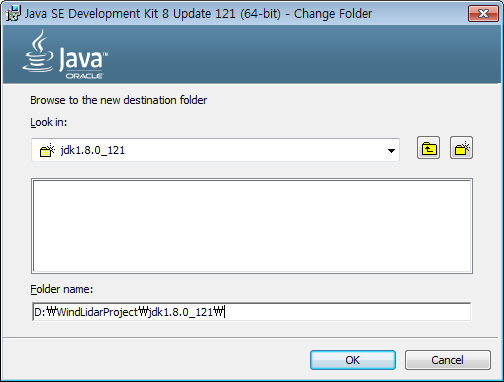 Java SE Development Kit 8 Update 121 (64-bit) - Change Folder
Java™
ORACLE
Browse to the new destination folder
Look in:
jdk1.8.0_121
Folder name:
D:₩WindLidarProject₩jdk1.8.0_121₩
OK
Cancel